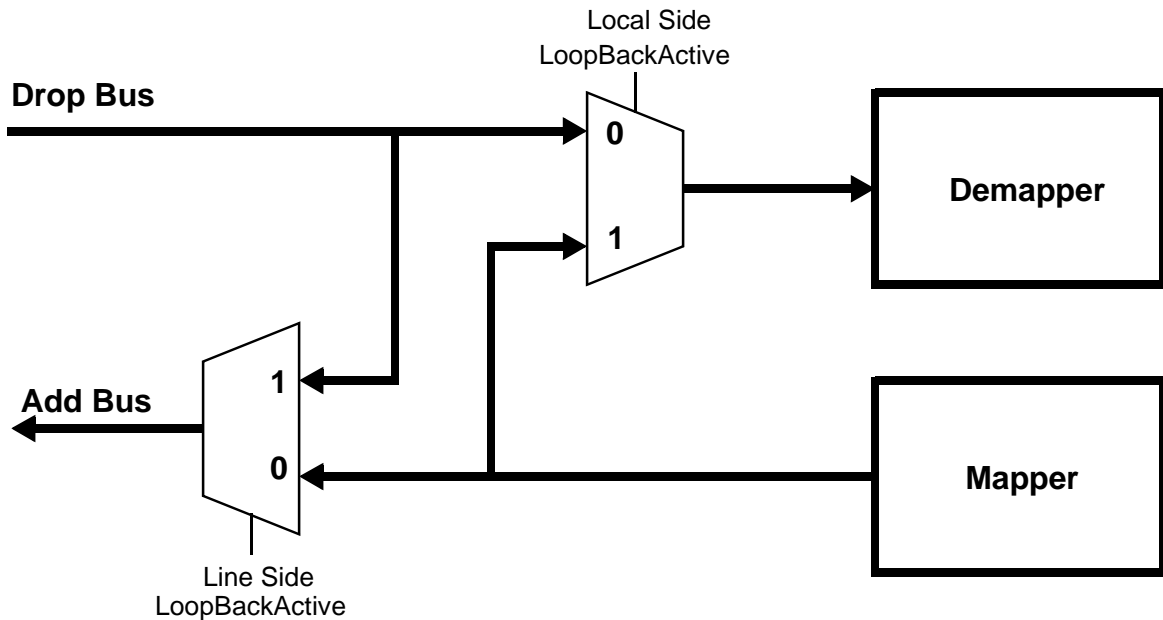 Local Side
LoopBackActive
Drop Bus
0
Demapper
1
1
Add Bus
0
Mapper
Line Side
LoopBackActive